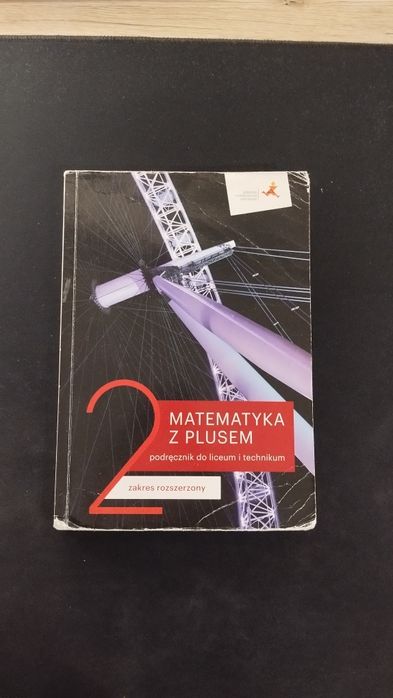 2
MATEMATYKA
Z PLUSEM
podręcznik do liceum i technikum
zakres rozszerzony